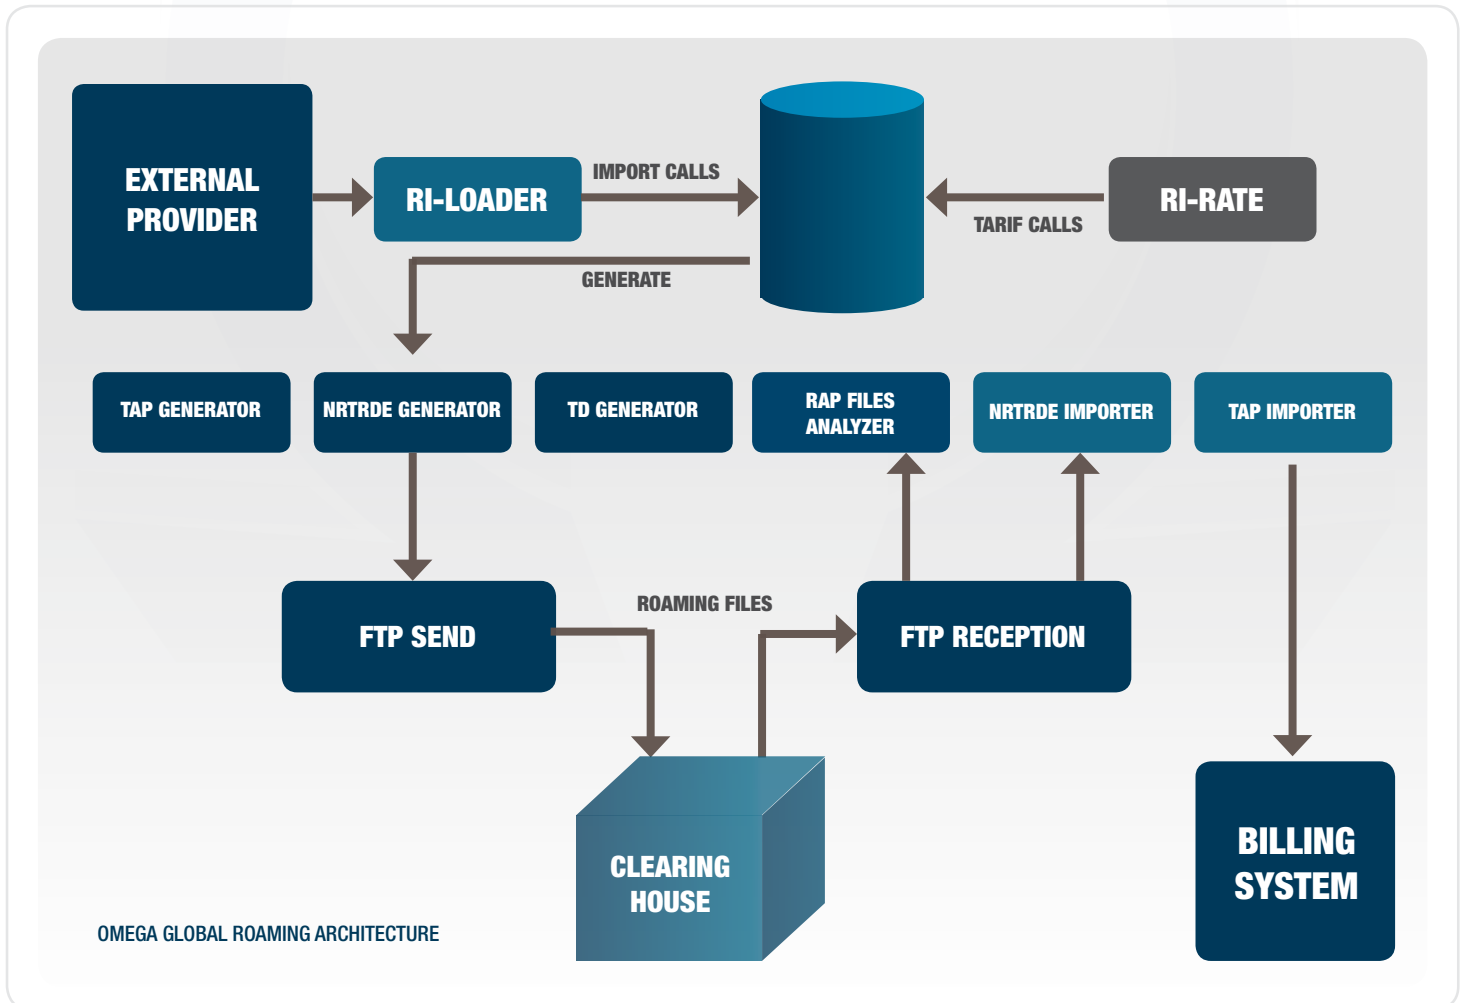 EXTERNAL
PROVIDER
RI-LOADER
IMPORT CALLS
TARIF CALLS
RI-RATE
GENERATE
TAP GENERATOR
NRTRDE GENERATOR
TD GENERATOR
RAP FILES
ANALYZER
NRTRDE IMPORTER
TAP IMPORTER
FTP SEND
ROAMING FILES
FTP RECEPTION
CLEARING
HOUSE
BILLING
SYSTEM
OMEGA GLOBAL ROAMING ARCHITECTURE